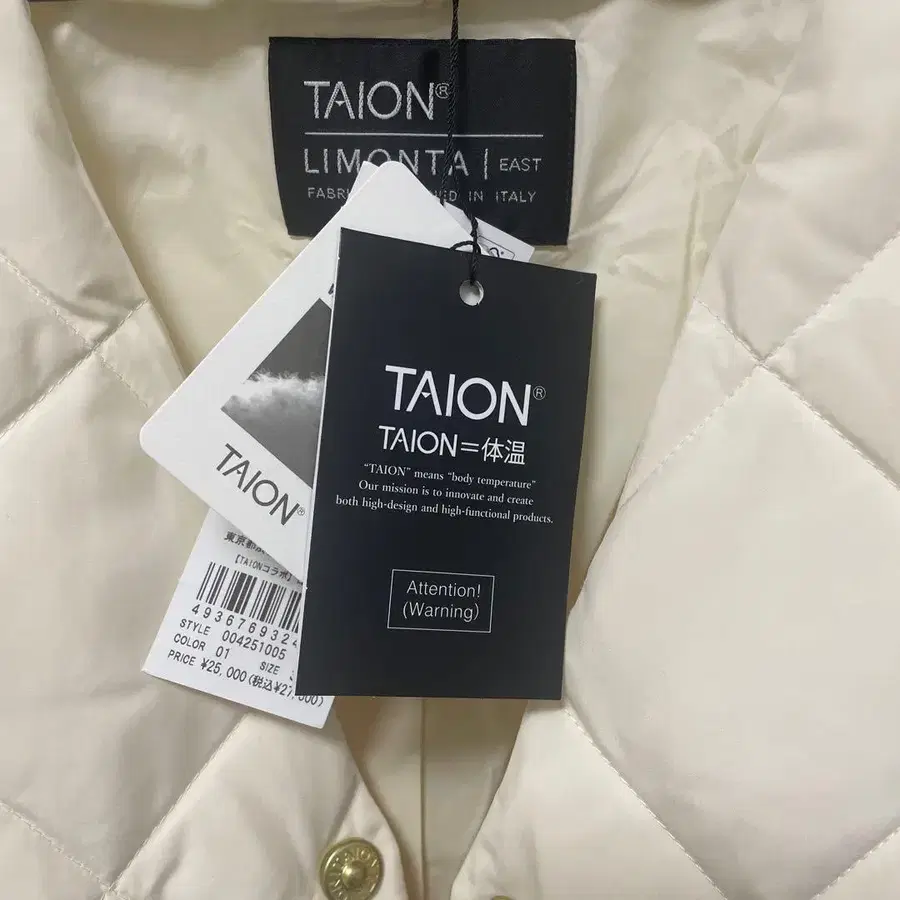 TAION®
LIMONTA | EAST
IN ITALY
TAION®
TAION=体温
“TAION” means “body temperature”
Our mission is to innovate and create
both high-design and high-functional products.
Attention!
(Warning)
TAION®
東京都
【TAIONコラボ】
4936769324
STYLE 004251005
COLOR 01
SIZE
PRICE ¥25,000(税込¥27,